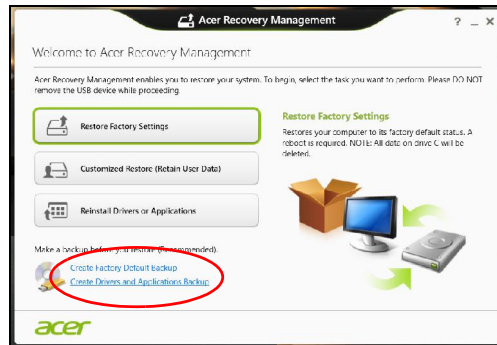 Acer Recovery Management
? _ X
Welcome to Acer Recovery Management
Acer Recovery Management enables you to restore your system. To begin, select the task you want to perform. Please DO NOT
remove the USB device while proceeding.
Restore Factory Settings
Customized Restore (Retain User Data)
Reinstall Drivers or Applications
Restore Factory Settings
Restores your computer to its factory default status. A
reboot is required. NOTE: All data on drive C will be
deleted.
Make a backup before you restore (Recommended).
Create Factory Default Backup
Create Drivers and Applications Backup
acer